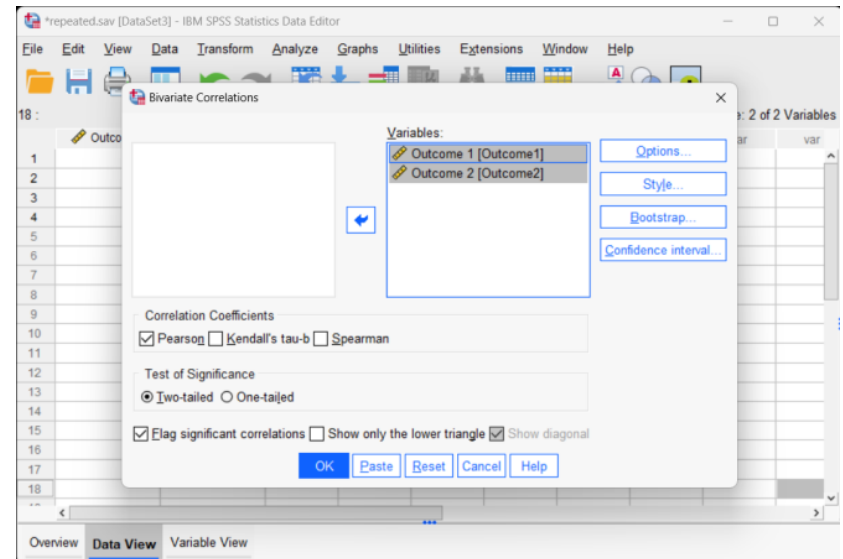 *repeated.sav [DataSet3] - IBM SPSS Statistics Data Editor
File Edit View Data Transform Analyze Graphs Utilities Extensions Window Help
Bivariate Correlations
18 : : 2 of 2 Variables
Outco ar var
Variables:
Outcome 1 [Outcome1]
Outcome 2 [Outcome2]
Options...
Style...
Bootstrap...
Confidence interval...
1
2
3
4
5
6
7
8
9
10
11
12
13
14
15
16
17
18
Correlation Coefficients
Pearson Kendall's tau-b Spearman
Test of Significance
Two-tailed One-tailed
Flag significant correlations Show only the lower triangle Show diagonal
OK Paste Reset Cancel Help
Overview Data View Variable View